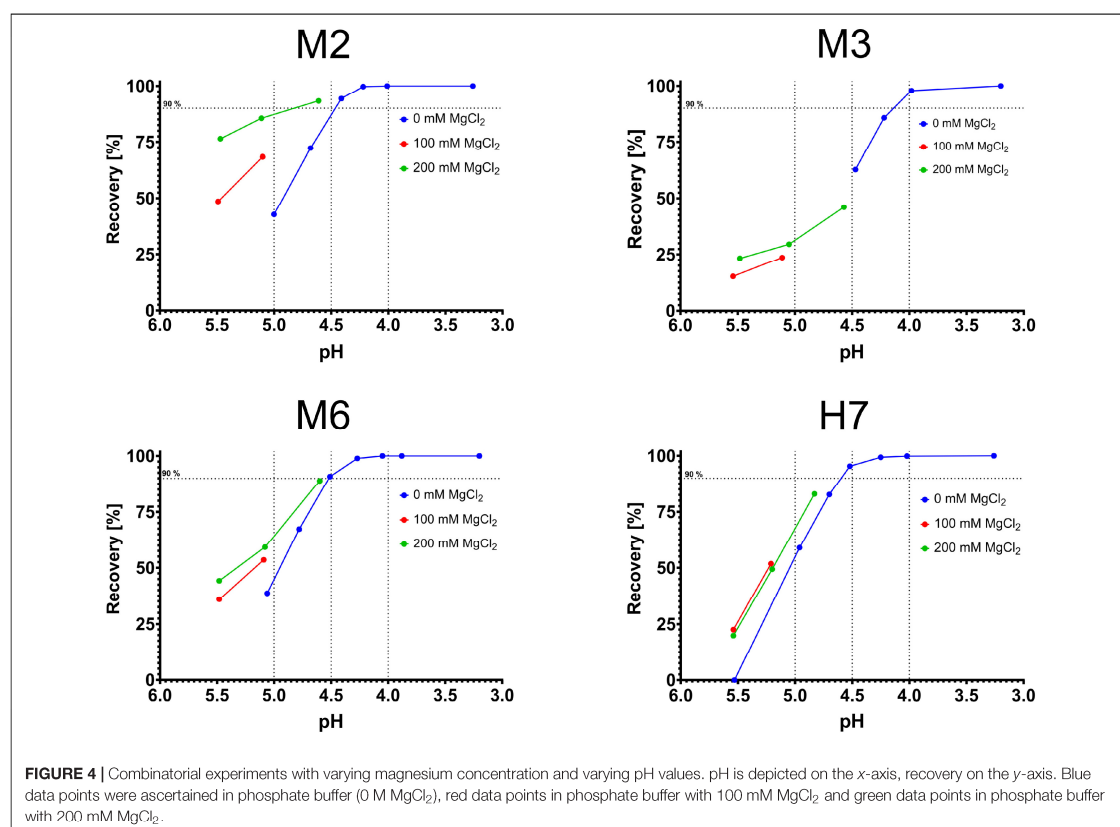 M2
M3
100
75
50
25
0
90 %
Recovery [%]
0 mM MgCl₂
100 mM MgCl₂
200 mM MgCl₂
6.0 5.5 5.0 4.5 4.0 3.5 3.0
pH
100
75
50
25
0
90 %
Recovery [%]
0 mM MgCl₂
100 mM MgCl₂
200 mM MgCl₂
6.0 5.5 5.0 4.5 4.0 3.5 3.0
pH
M6
H7
100
75
50
25
0
90 %
Recovery [%]
0 mM MgCl₂
100 mM MgCl₂
200 mM MgCl₂
6.0 5.5 5.0 4.5 4.0 3.5 3.0
pH
100
75
50
25
0
90 %
Recovery [%]
0 mM MgCl₂
100 mM MgCl₂
200 mM MgCl₂
6.0 5.5 5.0 4.5 4.0 3.5 3.0
pH
FIGURE 4 | Combinatorial experiments with varying magnesium concentration and varying pH values. pH is depicted on the x-axis, recovery on the y-axis. Blue
data points were ascertained in phosphate buffer (0 M MgCl₂), red data points in phosphate buffer with 100 mM MgCl₂ and green data points in phosphate buffer
with 200 mM MgCl₂.